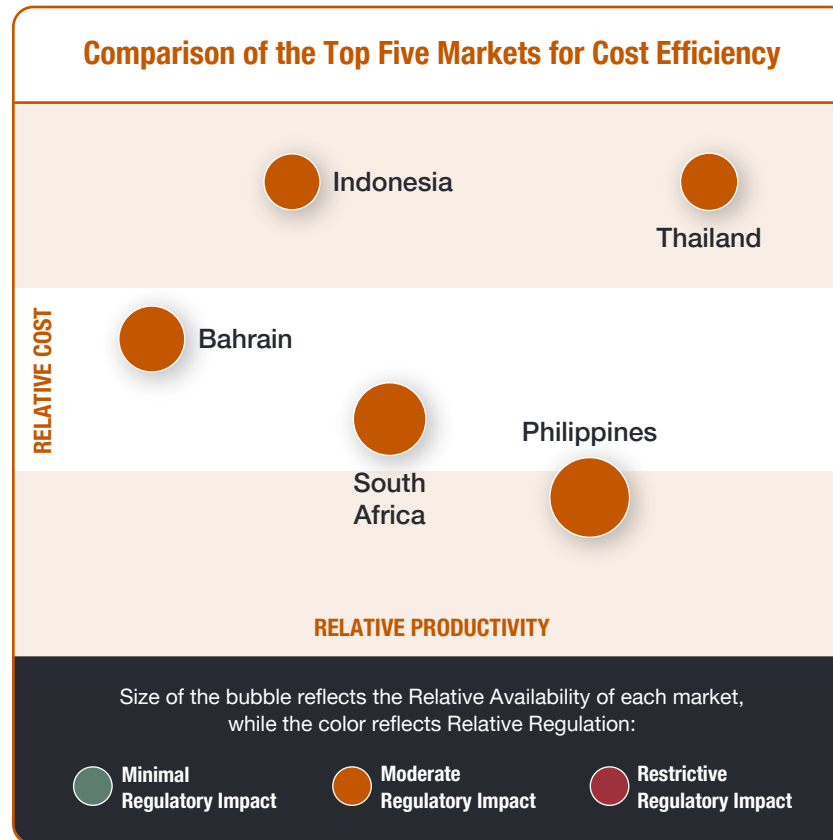 Comparison of the Top Five Markets for Cost Efficiency
Indonesia
Thailand
Bahrain
RELATIVE COST
Philippines
South
Africa
RELATIVE PRODUCTIVITY
Size of the bubble reflects the Relative Availability of each market,
while the color reflects Relative Regulation:
Minimal
Regulatory Impact
Moderate
Regulatory Impact
Restrictive
Regulatory Impact